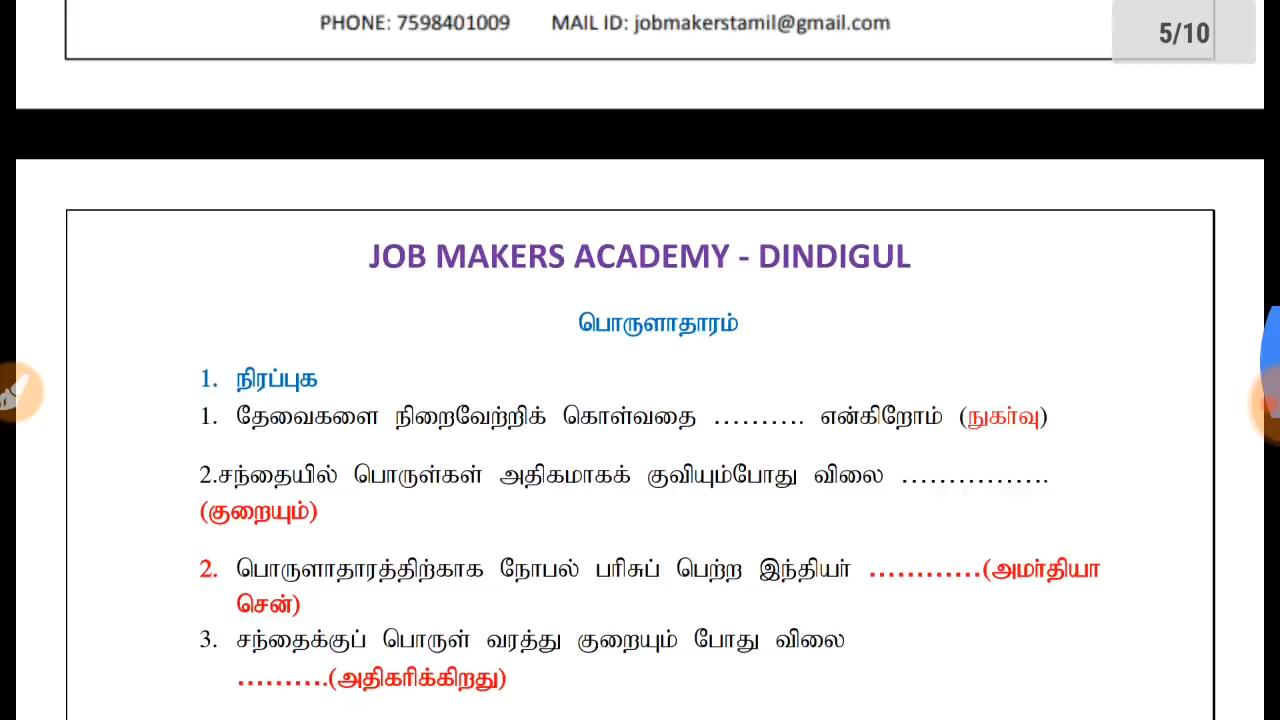 PHONE: 7598401009 MAIL ID: jobmakerstamil@gmail.com
5/10
JOB MAKERS ACADEMY - DINDIGUL
பொருளாதாரம்
1. நிரப்புக
1. தேவைகளை நிறைவேற்றிக் கொள்வதை .......... என்கிறோம் (நுகர்வு)
2.சந்தையில் பொருள்கள் அதிகமாகக் குவியும்போது விலை ................
(குறையும்)
2. பொருளாதாரத்திற்காக நோபல் பரிசுப் பெற்ற இந்தியர் ............(அமர்தியா
சென்)
3. சந்தைக்குப் பொருள் வரத்து குறையும் போது விலை
..........(அதிகரிக்கிறது)